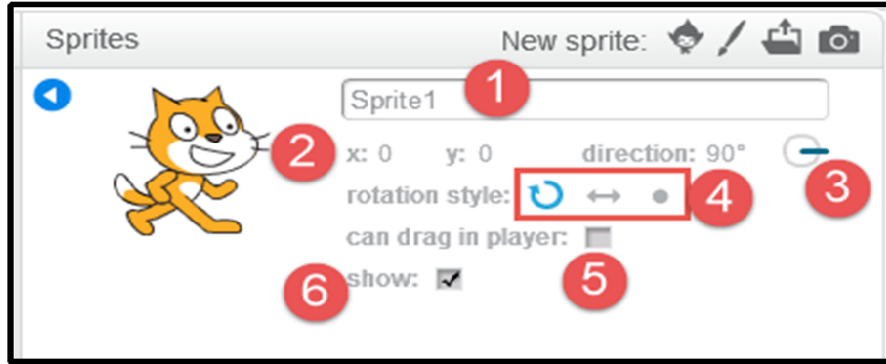 Sprites New sprite:
1
Sprite1
2 x: 0 y: 0 direction: 90° 3
rotation style: 4
can drag in player:
6 show: 5